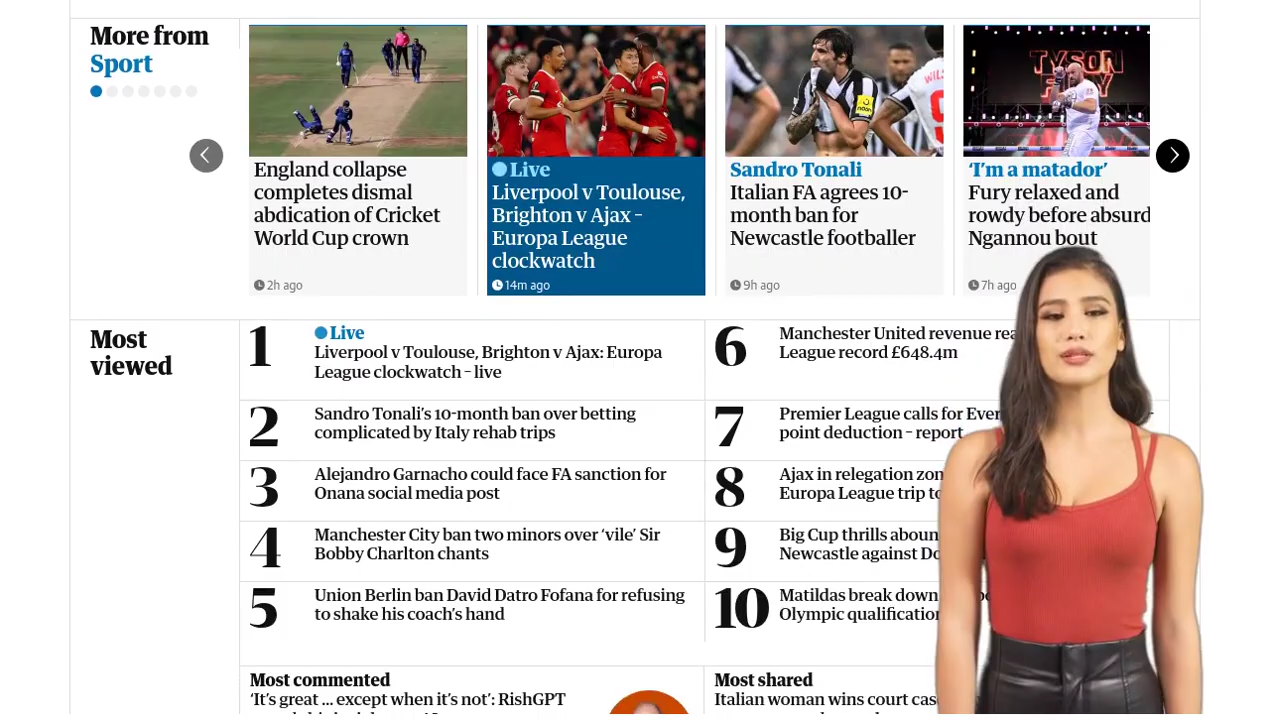 More from
Sport
England collapse
completes dismal
abdication of Cricket
World Cup crown
2h ago
Live
Liverpool v Toulouse,
Brighton v Ajax –
Europa League
clockwatch
14m ago
noon
Sandro Tonali
Italian FA agrees 10-
month ban for
Newcastle footballer
9h ago
TYSON
FURY
‘I’m a matador’
Fury relaxed and
rowdy before absurd
Ngannou bout
7h ago
Most
viewed
1
Live
Liverpool v Toulouse, Brighton v Ajax: Europa
League clockwatch – live
2
Sandro Tonali’s 10-month ban over betting
complicated by Italy rehab trips
3
Alejandro Garnacho could face FA sanction for
Onana social media post
4
Manchester City ban two minors over ‘vile’ Sir
Bobby Charlton chants
5
Union Berlin ban David Datro Fofana for refusing
to shake his coach’s hand
6
Manchester United revenue
League record £648.4m
7
Premier League calls for
point deduction – report
8
Ajax in relegation
Europa League trip
9
Big Cup thrills
Newcastle against
10
Matildas break down
Olympic
Most commented
‘It’s great ... except when it’s not’: RishGPT
Most shared
Italian woman wins court